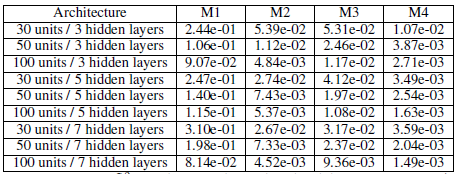 Architecture M1 M2 M3 M4
30 units / 3 hidden layers 2.44e-01 5.39e-02 5.31e-02 1.07e-02
50 units / 3 hidden layers 1.06e-01 1.12e-02 2.46e-02 3.87e-03
100 units / 3 hidden layers 9.07e-02 4.84e-03 1.17e-02 2.71e-03
30 units / 5 hidden layers 2.47e-01 2.74e-02 4.12e-02 3.49e-03
50 units / 5 hidden layers 1.40e-01 7.43e-03 1.97e-02 2.54e-03
100 units / 5 hidden layers 1.15e-01 5.37e-03 1.08e-02 1.63e-03
30 units / 7 hidden layers 3.10e-01 2.67e-02 3.17e-02 3.59e-03
50 units / 7 hidden layers 1.98e-01 7.33e-03 2.37e-02 2.04e-03
100 units / 7 hidden layers 8.14e-02 4.52e-03 9.36e-03 1.49e-03